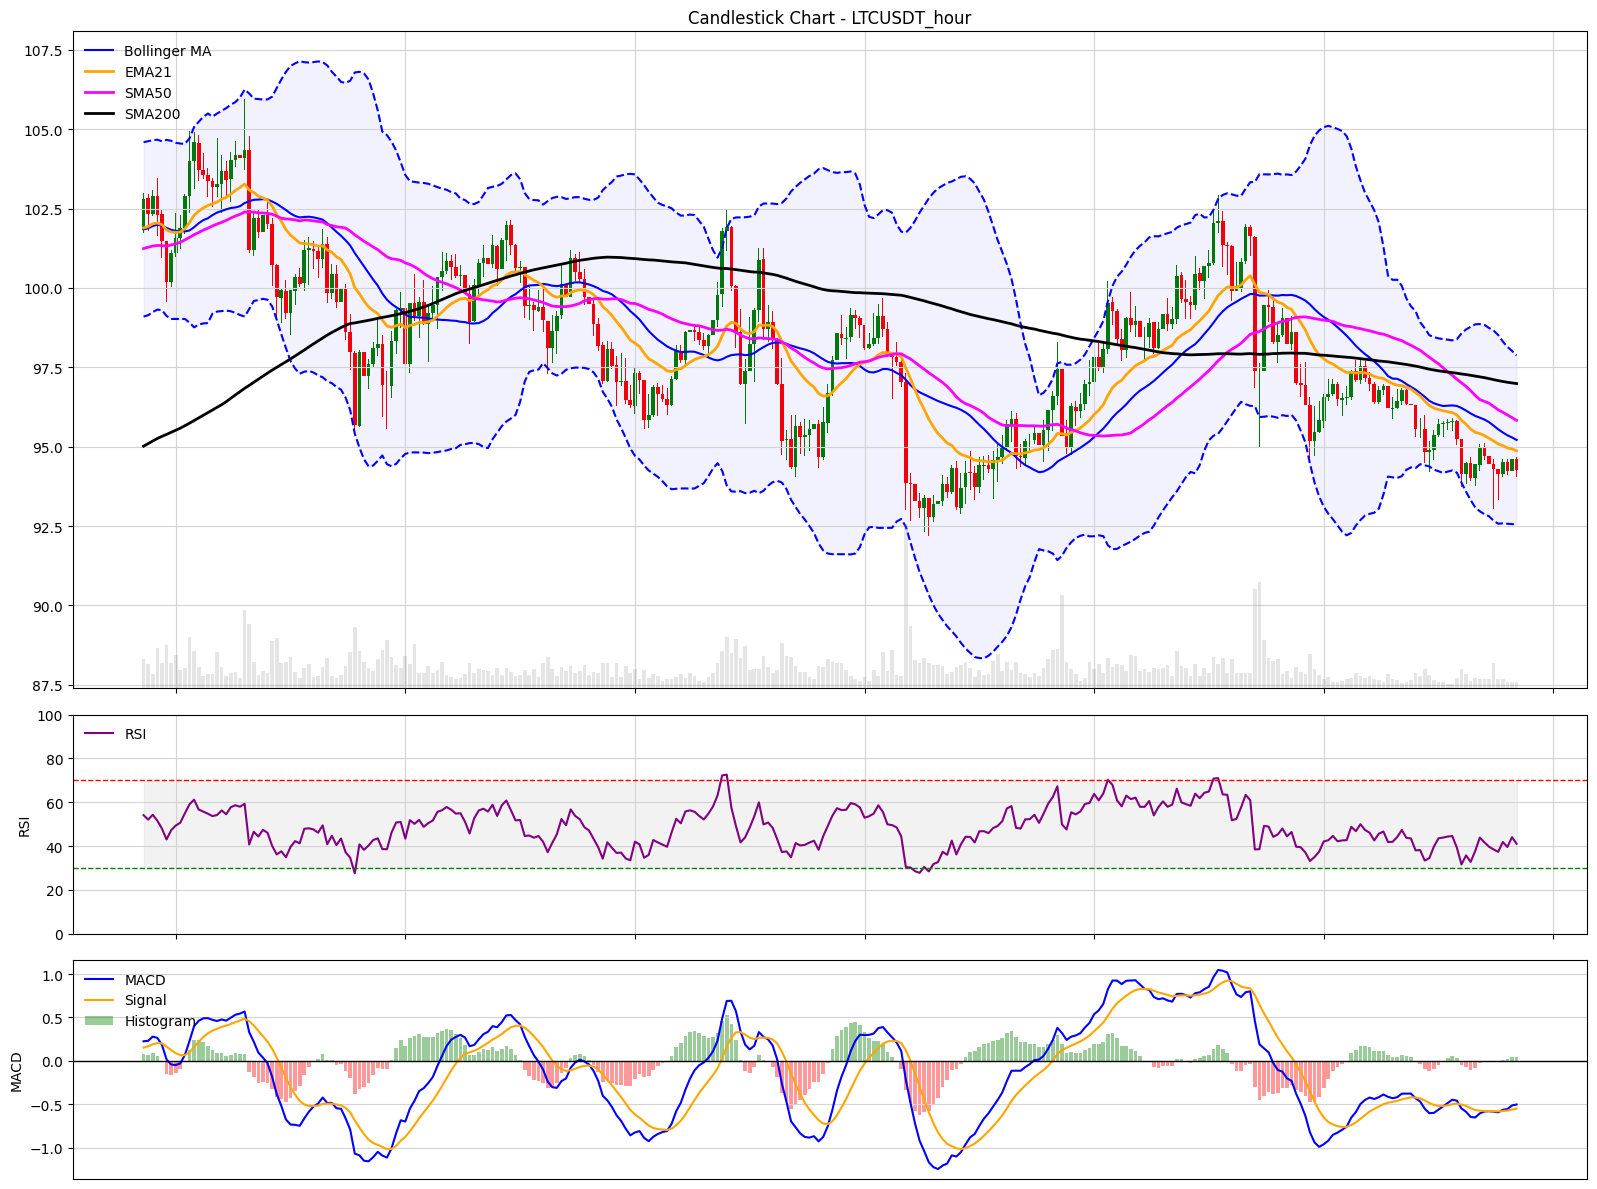 Candlestick Chart - LTCUSDT_hour
107.5
105.0
102.5
100.0
97.5
95.0
92.5
90.0
87.5
Bollinger MA
EMA21
SMA50
SMA200
100
80
60
40
20
0
RSI
RSI
1.0
0.5
0.0
−0.5
−1.0
MACD
MACD
Signal
Histogram